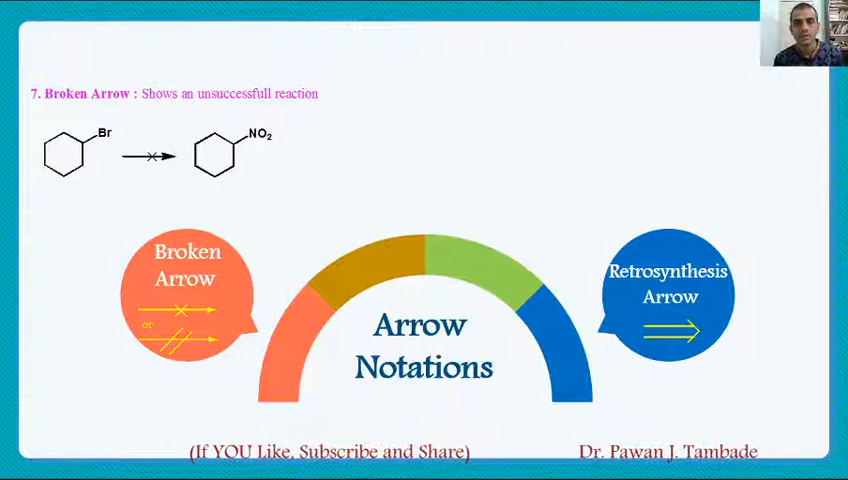 7. Broken Arrow : Shows an unsuccessfull reaction
Br
NO2
Broken
Arrow
or
Retrosynthesis
Arrow
Arrow
Notations
(If YOU Like, Subscribe and Share)
Dr. Pawan J. Tambade